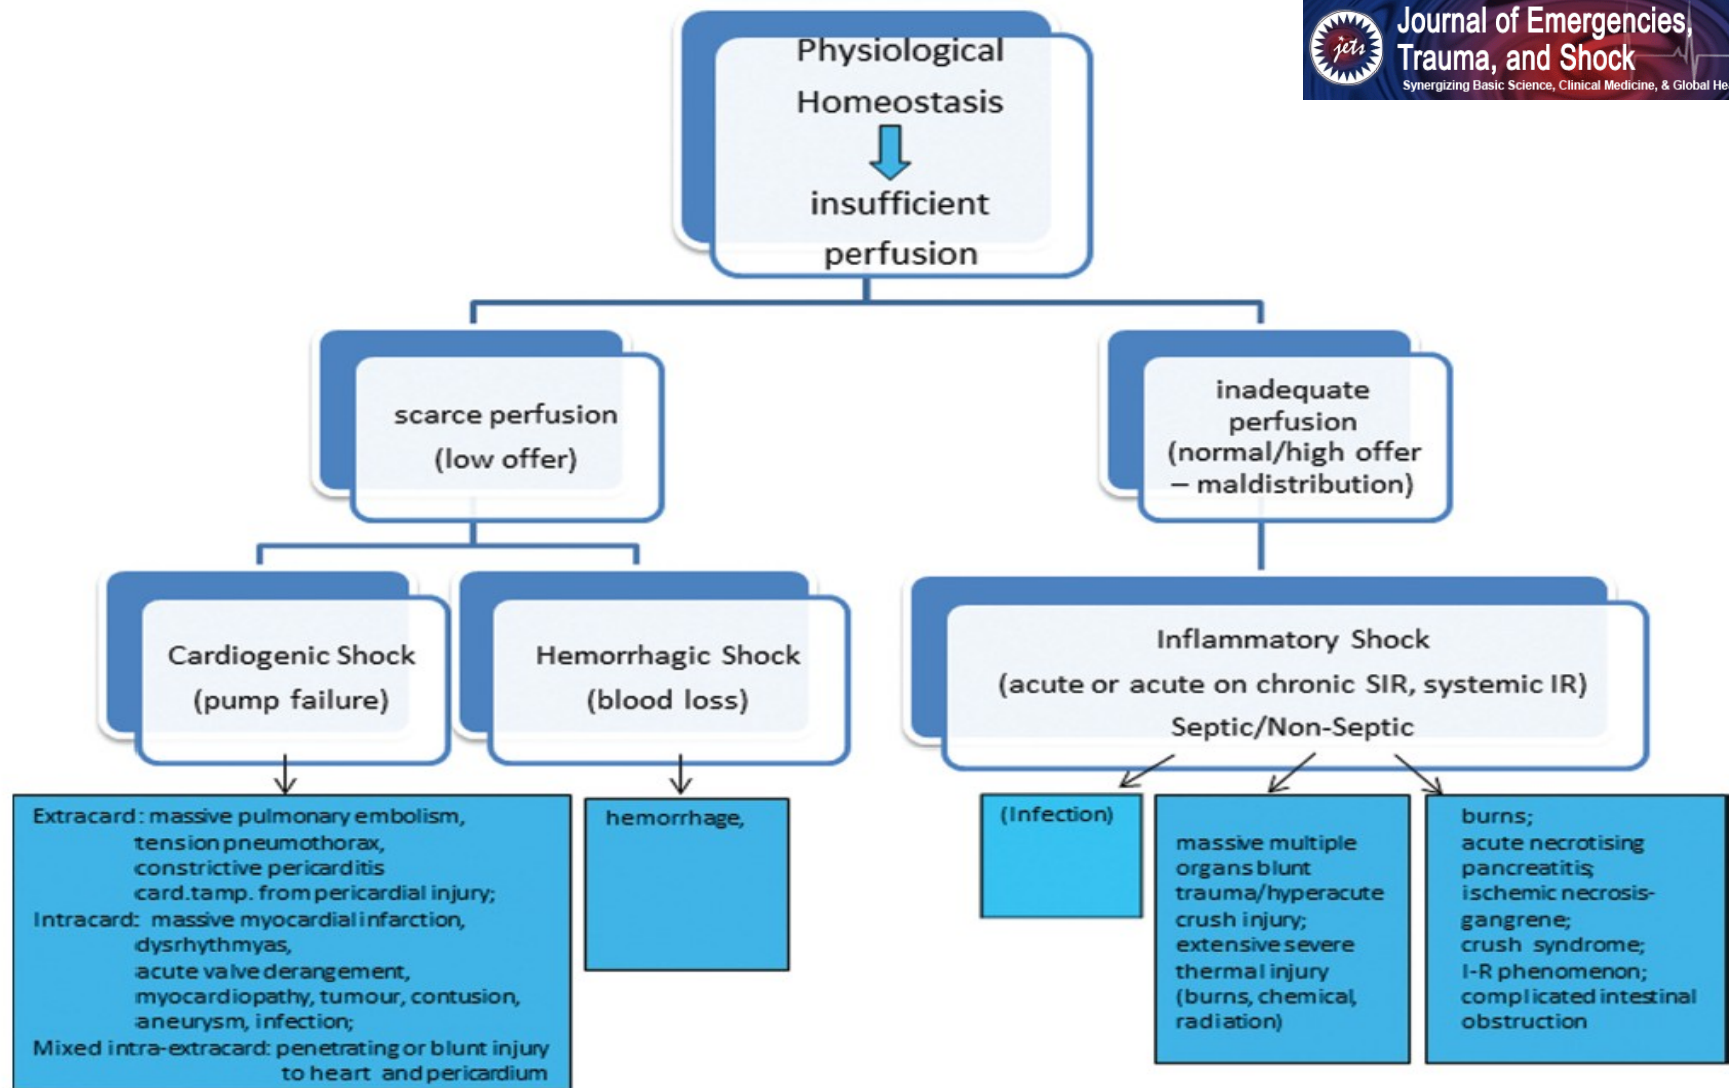 Journal of Emergencies,
Trauma, and Shock
Synergizing Basic Science, Clinical Medicine, & Global
jets
Physiological
Homeostasis
insufficient
perfusion
scarce perfusion
(low offer)
inadequate
perfusion
(normal/high offer
– maldistribution)
Cardiogenic Shock
(pump failure)
Hemorrhagic Shock
(blood loss)
Inflammatory Shock
(acute or acute on chronic SIR, systemic IR)
Septic/Non-Septic
Extracard: massive pulmonary embolism,
tension pneumothorax,
constrictive pericarditis
card.tamp. from pericardial injury;
Intracard: massive myocardial infarction,
dysrhythmyas,
acute valve derangement,
myocardiopathy, tumour, contusion,
aneurysm, infection;
Mixed intra-extracard: penetrating or blunt injury
to heart and pericardium
hemorrhage,
(Infection)
massive multiple
organs blunt
trauma/hyperacute
crush injury;
extensive severe
thermal injury
(burns, chemical,
radiation)
burns;
acute necrotising
pancreatitis;
ischemic necrosis-
gangrene;
crush syndrome;
I-R phenomenon;
complicated intestinal
obstruction